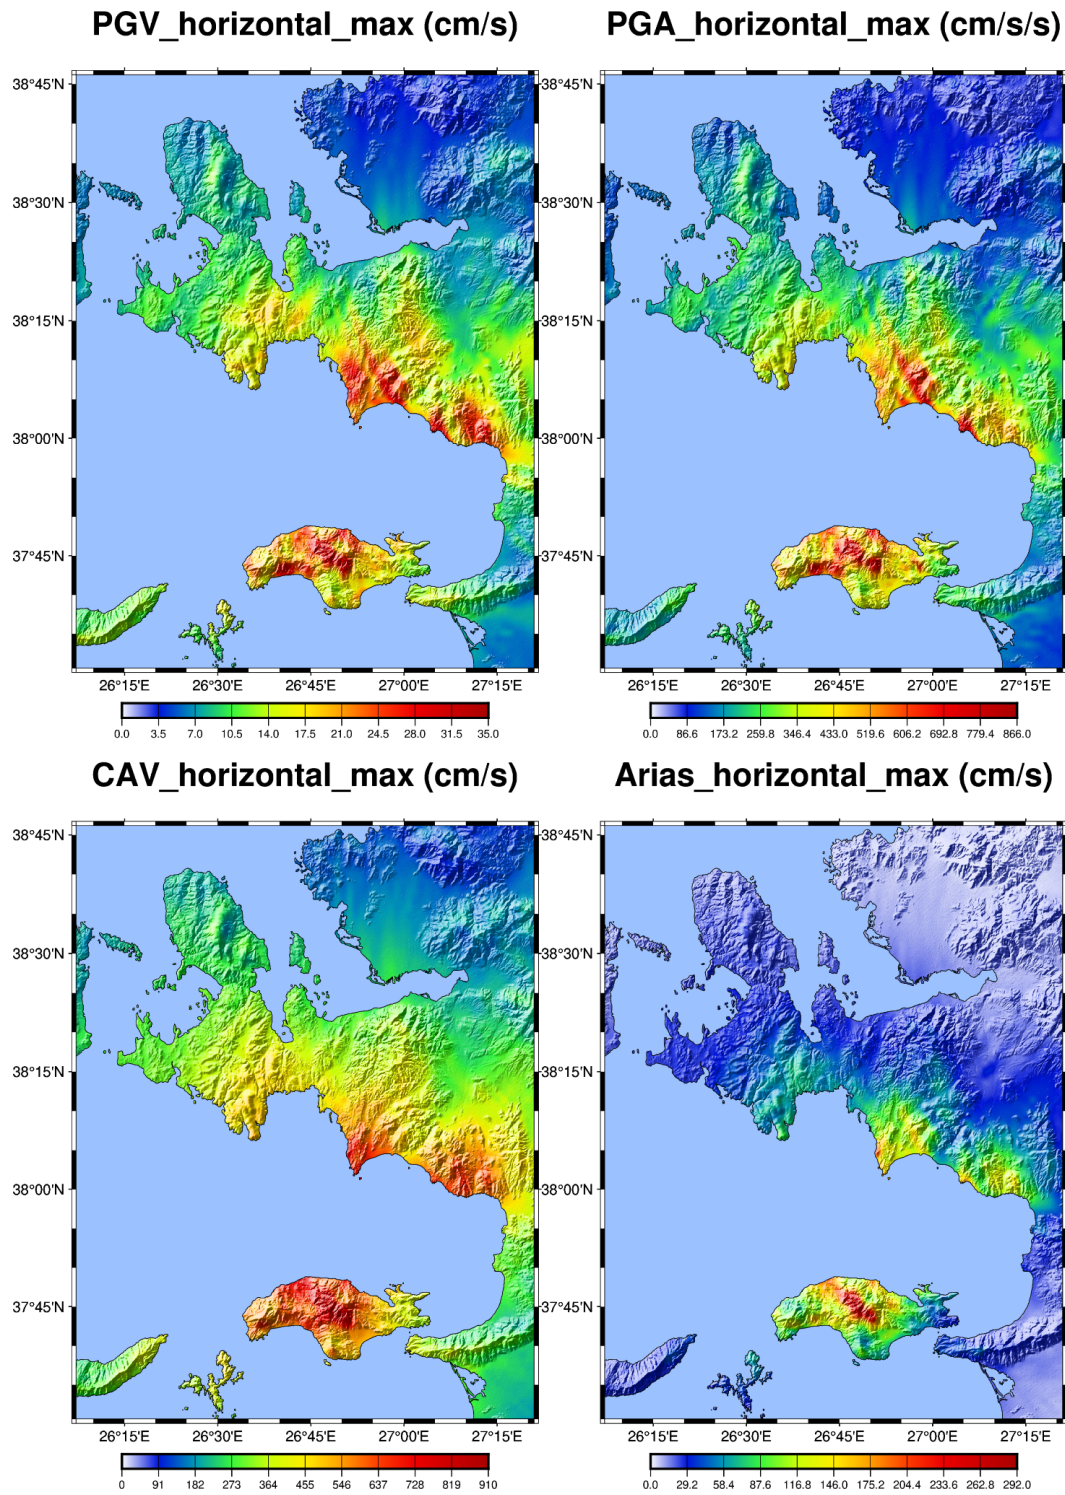 PGV_horizontal_max (cm/s)
PGA_horizontal_max (cm/s/s)
38°45'N
38°30'N
38°15'N
38°00'N
37°45'N
38°45'N
38°30'N
38°15'N
38°00'N
37°45'N
26°15'E 26°30'E 26°45'E 27°00'E 27°15'E
26°15'E 26°30'E 26°45'E 27°00'E 27°15'E
0.0 3.5 7.0 10.5 14.0 17.5 21.0 24.5 28.0 31.5 35.0
0.0 86.6 173.2 259.8 346.4 433.0 519.6 606.2 692.8 779.4 866.0
CAV_horizontal_max (cm/s)
Arias_horizontal_max (cm/s)
38°45'N
38°30'N
38°15'N
38°00'N
37°45'N
38°45'N
38°30'N
38°15'N
38°00'N
37°45'N
26°15'E 26°30'E 26°45'E 27°00'E 27°15'E
26°15'E 26°30'E 26°45'E 27°00'E 27°15'E
0 91 182 273 364 455 546 637 728 819 910
0.0 29.2 58.4 87.6 116.8 146.0 175.2 204.4 233.6 262.8 292.0